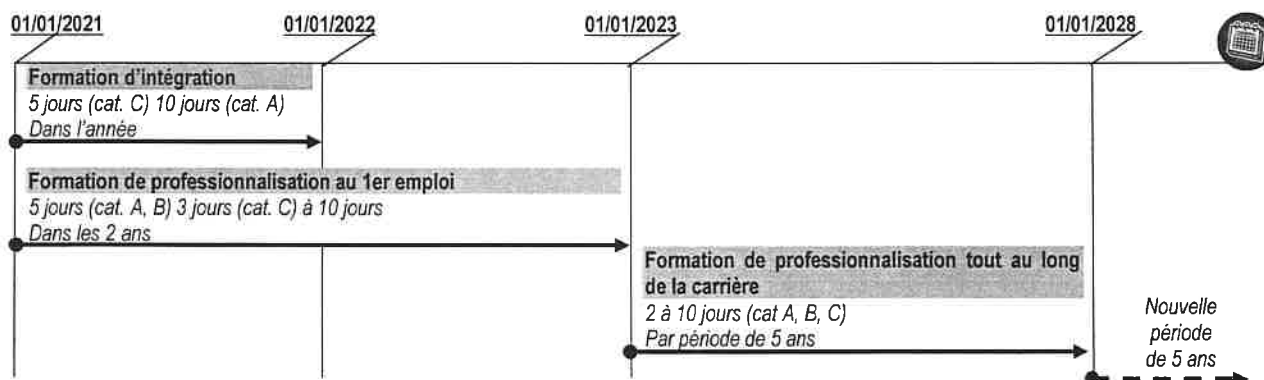 01/01/2021 01/01/2022 01/01/2023 01/01/2028
Formation d'intégration
5 jours (cat. C) 10 jours (cat. A)
Dans l'année
Formation de professionnalisation au 1er emploi
5 jours (cat. A, B) 3 jours (cat. C) à 10 jours
Dans les 2 ans
Formation de professionnalisation tout au long
de la carrière
2 à 10 jours (cat A, B, C)
Par période de 5 ans
Nouvelle
période
de 5 ans